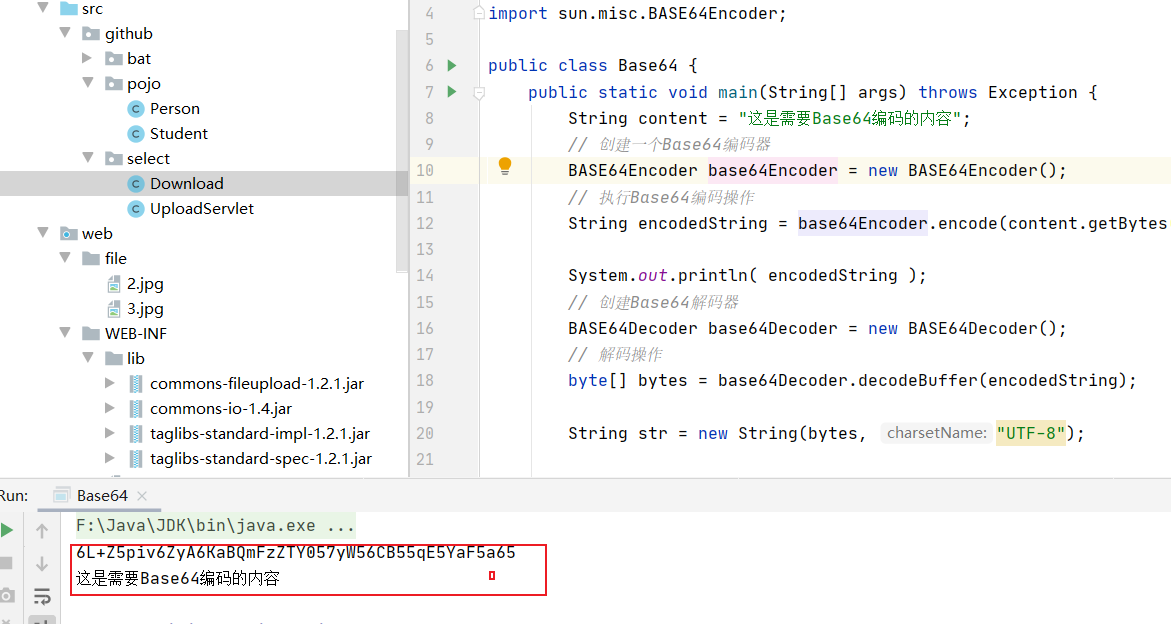 src
github
bat
pojo
Person
Student
select
Download
UploadServlet
web
file
2.jpg
3.jpg
WEB-INF
lib
commons-fileupload-1.2.1.jar
commons-io-1.4.jar
taglibs-standard-impl-1.2.1.jar
taglibs-standard-spec-1.2.1.jar
4 import sun.misc.BASE64Encoder;
5
6 public class Base64 {
7 public static void main(String[] args) throws Exception {
8 String content = "这是需要Base64编码的内容";
9 // 创建一个Base64编码器
10 BASE64Encoder base64Encoder = new BASE64Encoder();
11 // 执行Base64编码操作
12 String encodedString = base64Encoder.encode(content.getBytes
13
14 System.out.println( encodedString );
15 // 创建Base64解码器
16 BASE64Decoder base64Decoder = new BASE64Decoder();
17 // 解码操作
18 byte[] bytes = base64Decoder.decodeBuffer(encodedString);
19
20 String str = new String(bytes, charsetName: "UTF-8");
21
Run: Base64
F:\Java\JDK\bin\java.exe ...
6L+Z5piv6ZyA6KaBQmFzZTY057yW56CB55qE5YaF5a65
这是需要Base64编码的内容